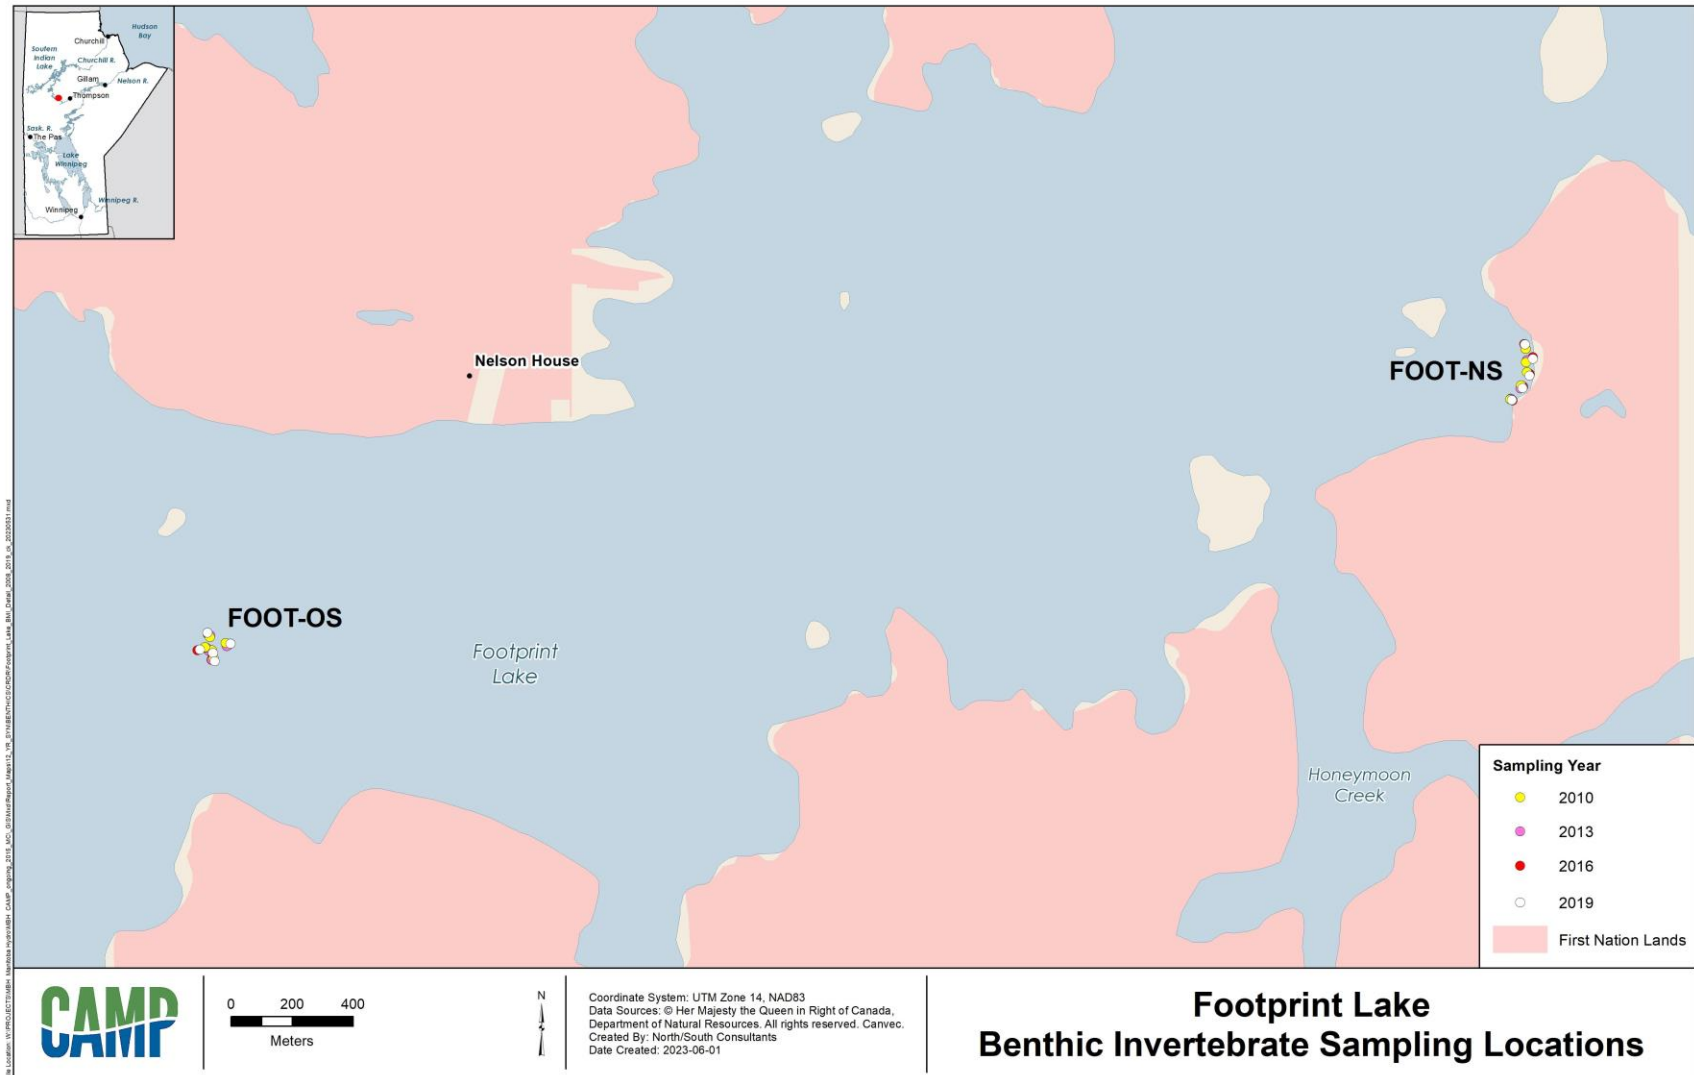 Hudson
Bay
Churchill
Soutern
Indian
Lake
Churchill R.
Gillam
Nelson R.
Thompson
Sask. R.
The Pas
Lake
Winnipeg
Winnipeg R.
Winnipeg
Nelson House
FOOT-NS
FOOT-OS
Footprint
Lake
Honeymoon
Creek
Sampling Year
2010
2013
2016
2019
First Nation Lands
CAMP
0 200 400
Meters
N
Coordinate System: UTM Zone 14, NAD83
Data Sources: © Her Majesty the Queen in Right of Canada,
Department of Natural Resources. All rights reserved. Canvec.
Created By: North/South Consultants
Date Created: 2023-06-01
Footprint Lake
Benthic Invertebrate Sampling Locations